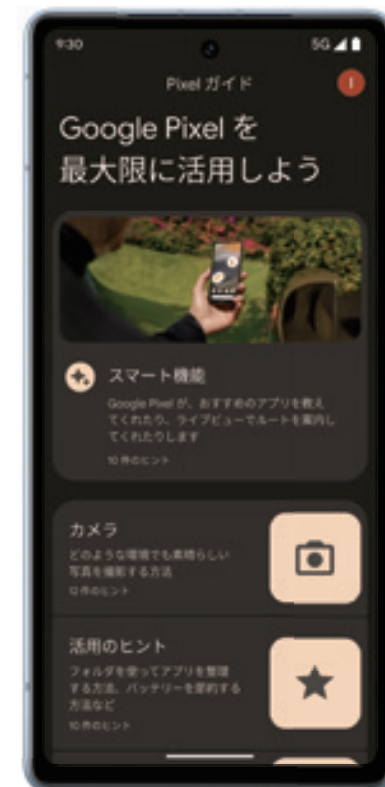 9:30
5G
Pixel ガイド
I
Google Pixel を
最大限に活用しよう
スマート機能
Google Pixel が、おすすめのアプリを教え
てくれたり、ライブビューでルートを案内し
てくれたりします
10 件のヒント
カメラ
どのような環境でも素晴らしい
写真を撮影する方法
12 件のヒント
活用のヒント
フォルダを使ってアプリを整理
する方法、バッテリーを節約する
方法など
10 件のヒント